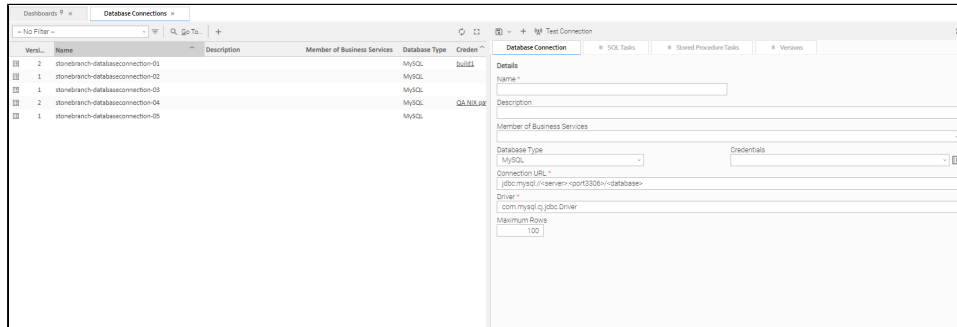 Dashboards
Database Connections
-- No Filter --
Go To...
Test Connection
Versi... Name Description Member of Business Services Database Type Creden
2 stonebranch-databaseconnection-01 MySQL build1
1 stonebranch-databaseconnection-02 MySQL
1 stonebranch-databaseconnection-03 MySQL
2 stonebranch-databaseconnection-04 MySQL QA NIX
1 stonebranch-databaseconnection-05 MySQL
Database Connection SQL Tasks Stored Procedure Tasks Versions
Details
Name *
Description
Member of Business Services
Database Type Credentials
MySQL
Connection URL *
jdbc:mysql://<server>:<port3306>/<database>
Driver *
com.mysql.cj.jdbc.Driver
Maximum Rows
100